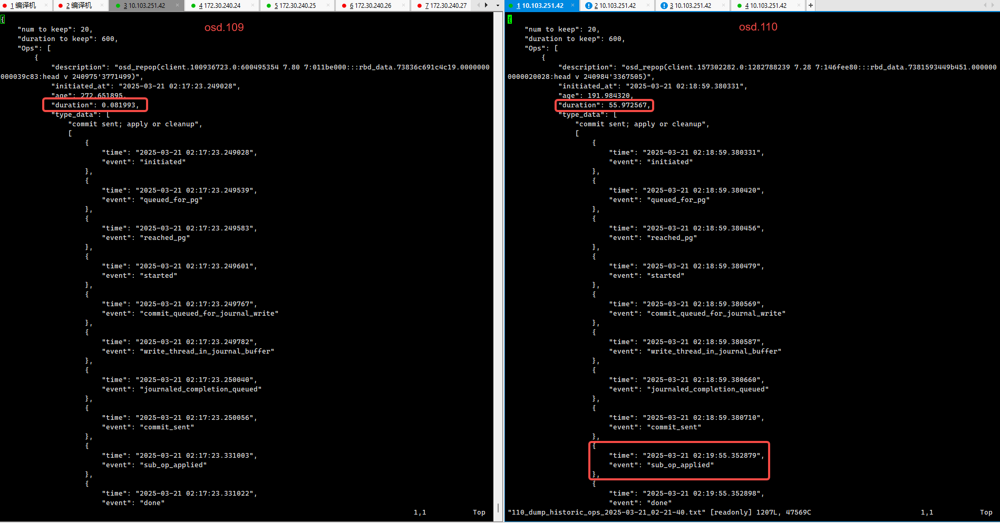 1 编译机 2 编译机 3 10.103.251.42 4 172.30.240.24 5 172.30.240.25 6 172.30.240.26 7 172.30.240.27
{
osd.109
"num to keep": 20,
"duration to keep": 600,
"Ops": [
{
"description": "osd_repop(client.100936723.0:600495354 7.80 7:011be000:::rbd_data.73836c691c4c19.0000000
000039c83:head v 240975'3771499)",
"initiated_at": "2025-03-21 02:17:23.249028",
"age": 272.651895,
"duration": 0.081993,
"type_data": [
"commit sent; apply or cleanup",
[
{
"time": "2025-03-21 02:17:23.249028",
"event": "initiated"
},
{
"time": "2025-03-21 02:17:23.249539",
"event": "queued_for_pg"
},
{
"time": "2025-03-21 02:17:23.249583",
"event": "reached_pg"
},
{
"time": "2025-03-21 02:17:23.249601",
"event": "started"
},
{
"time": "2025-03-21 02:17:23.249767",
"event": "commit_queued_for_journal_write"
},
{
"time": "2025-03-21 02:17:23.249782",
"event": "write_thread_in_journal_buffer"
},
{
"time": "2025-03-21 02:17:23.250040",
"event": "journaled_completion_queued"
},
{
"time": "2025-03-21 02:17:23.250056",
"event": "commit_sent"
},
{
"time": "2025-03-21 02:17:23.331003",
"event": "sub_op_applied"
},
{
"time": "2025-03-21 02:17:23.331022",
"event": "done"
1,1 Top
1 10.103.251.42 2 10.103.251.42 3 10.103.251.42 4 10.103.251.42
{
osd.110
"num to keep": 20,
"duration to keep": 600,
"Ops": [
{
"description": "osd_repop(client.157302282.0:1282788239 7.28 7:146fee80:::rbd_data.7381593449b451.000000
0000020028:head v 240984'3367505)",
"initiated_at": "2025-03-21 02:18:59.380331",
"age": 191.984320,
"duration": 55.972567,
"type_data": [
"commit sent; apply or cleanup",
[
{
"time": "2025-03-21 02:18:59.380331",
"event": "initiated"
},
{
"time": "2025-03-21 02:18:59.380420",
"event": "queued_for_pg"
},
{
"time": "2025-03-21 02:18:59.380456",
"event": "reached_pg"
},
{
"time": "2025-03-21 02:18:59.380479",
"event": "started"
},
{
"time": "2025-03-21 02:18:59.380569",
"event": "commit_queued_for_journal_write"
},
{
"time": "2025-03-21 02:18:59.380587",
"event": "write_thread_in_journal_buffer"
},
{
"time": "2025-03-21 02:18:59.380660",
"event": "journaled_completion_queued"
},
{
"time": "2025-03-21 02:18:59.380710",
"event": "commit_sent"
},
{
"time": "2025-03-21 02:19:55.352879",
"event": "sub_op_applied"
},
{
"time": "2025-03-21 02:19:55.352898",
"event": "done"
"110_dump_historic_ops_2025-03-21_02-21-40.txt" [readonly] 1207L, 47569C 1,1 Top